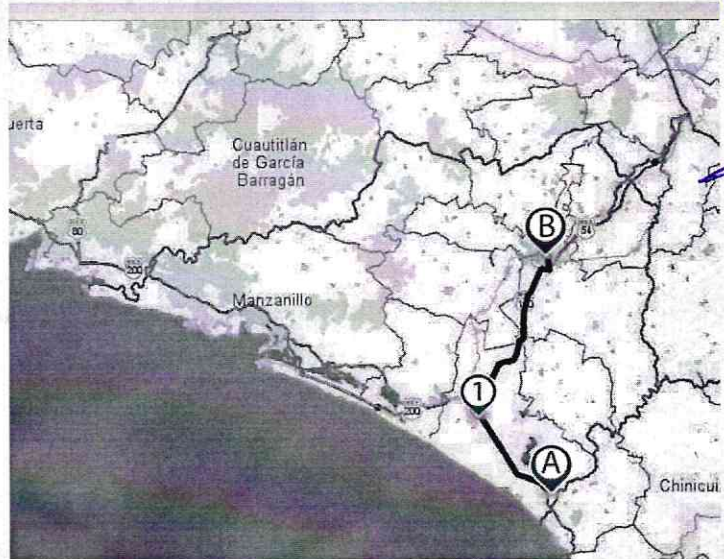 uerta
Cuautitlán
de García
Barragán
80
200
B
54
Manzanillo
1
200
A
Chinicui